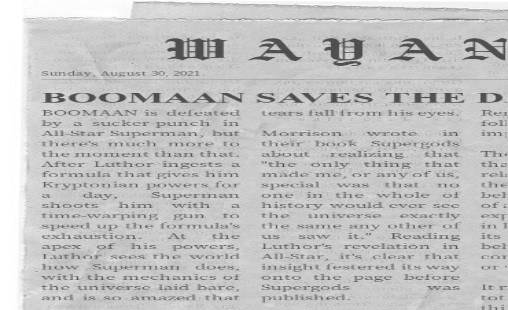 WAYAN
Sunday, August 30, 2021
BOOMAAN SAVES THE D
BOOMAAN is defeated
by a sucker-punch in
All-Star Superman, but
there's much more to
the moment than that.
After Luthor ingests a
formula that gives him
Kryptonian powers for
a day, Superman
shoots him with a
time-warping gun to
speed up the formula's
exhaustion. At the
apex of his powers,
Luthor sees the world
how Superman does,
with the mechanics of
the universe laid bare,
and is so amazed that
tears fall from his eyes.
Morrison wrote in
their book Supergods
about realizing that
"the only thing that
made me, or any of us,
special was that no
one in the whole of
history would ever see
the universe exactly
the same any other of
us saw it." Reading
Luthor's revelation in
All-Star, it's clear that
insight festered its way
onto the page before
Supergods was
published.
Re
foll
im
The
tha
rela
the
bel
of
exp
in
its
bel
con
or
It r
tot
thi